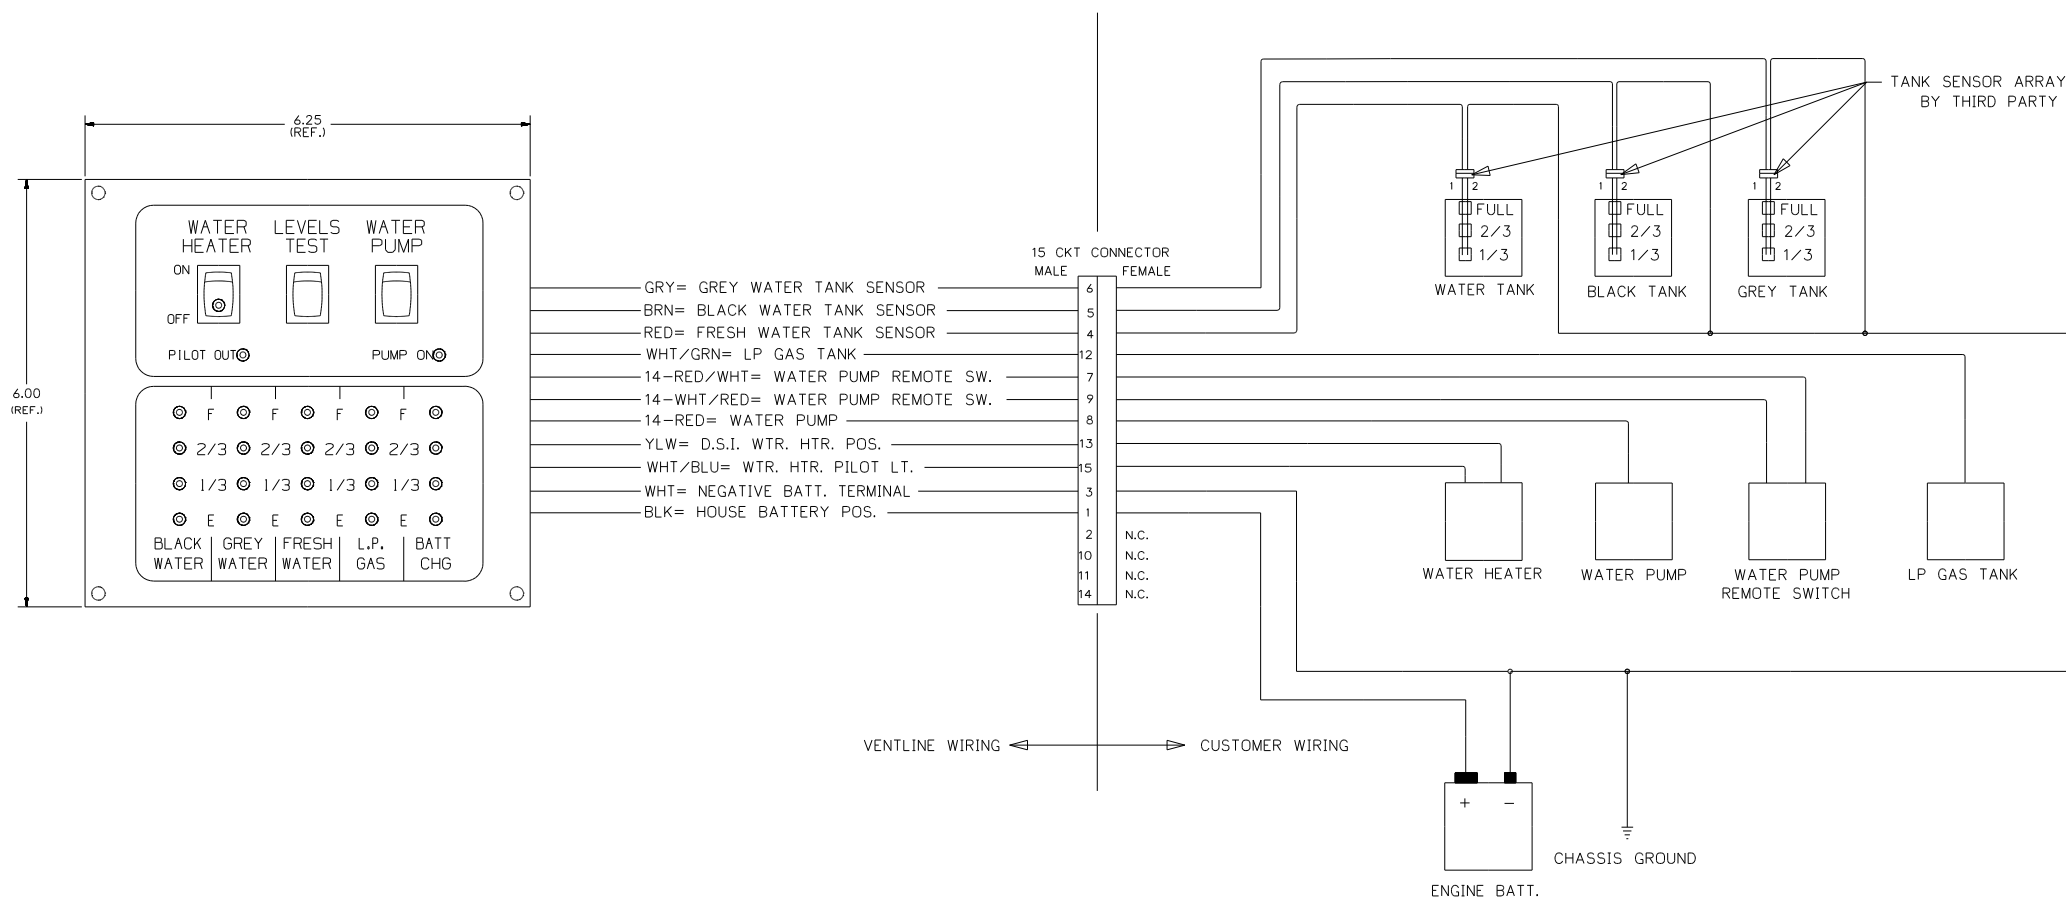 6.25
(REF.)
6.00
(REF.)
WATER
HEATER
LEVELS
TEST
WATER
PUMP
ON
OFF
PILOT OUT
PUMP ON
F F F F
2/3 2/3 2/3 2/3
1/3 1/3 1/3 1/3
E E E E
BLACK
WATER
GREY
WATER
FRESH
WATER
L.P.
GAS
BATT
CHG
GRY= GREY WATER TANK SENSOR
BRN= BLACK WATER TANK SENSOR
RED= FRESH WATER TANK SENSOR
WHT/GRN= LP GAS TANK
14-RED/WHT= WATER PUMP REMOTE SW.
14-WHT/RED= WATER PUMP REMOTE SW.
14-RED= WATER PUMP
YLW= D.S.I. WTR. HTR. POS.
WHT/BLU= WTR. HTR. PILOT LT.
WHT= NEGATIVE BATT. TERMINAL
BLK= HOUSE BATTERY POS.
15 CKT CONNECTOR
MALE FEMALE
6
5
4
12
7
9
8
13
15
3
1
2 N.C.
10 N.C.
11 N.C.
14 N.C.
VENTLINE WIRING
CUSTOMER WIRING
TANK SENSOR ARRAY
BY THIRD PARTY
1 2
FULL
2/3
1/3
WATER TANK
1 2
FULL
2/3
1/3
BLACK TANK
1 2
FULL
2/3
1/3
GREY TANK
WATER HEATER
WATER PUMP
WATER PUMP
REMOTE SWITCH
LP GAS TANK
+ −
ENGINE BATT.
CHASSIS GROUND